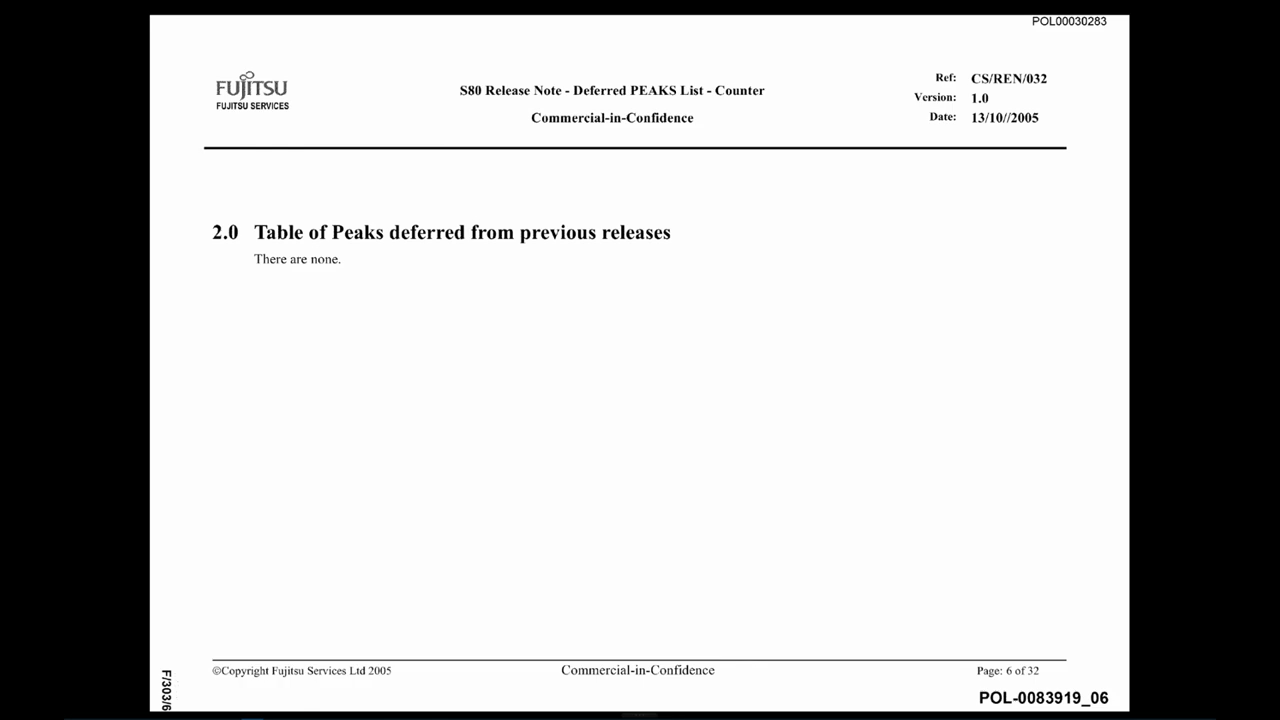 POL00030283
FUJITSU
FUJITSU SERVICES
S80 Release Note - Deferred PEAKS List - Counter
Commercial-in-Confidence
Ref: CS/REN/032
Version: 1.0
Date: 13/10//2005
2.0 Table of Peaks deferred from previous releases
There are none.
©Copyright Fujitsu Services Ltd 2005
Commercial-in-Confidence
Page: 6 of 32
F/303/6
POL-0083919_06